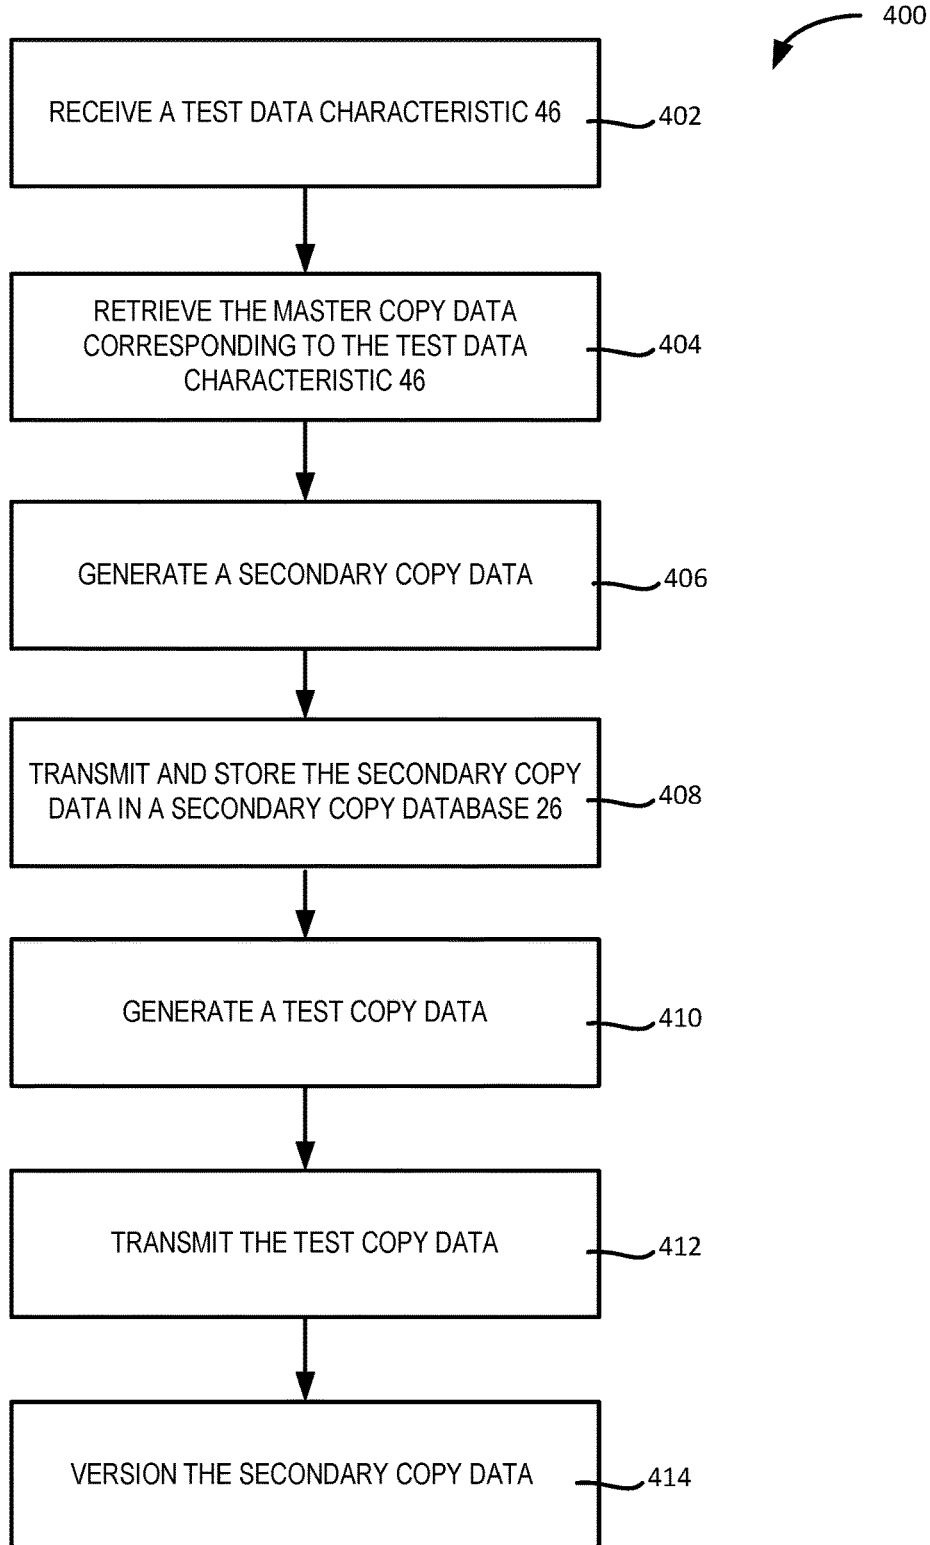 400
RECEIVE A TEST DATA CHARACTERISTIC 46
402
RETRIEVE THE MASTER COPY DATA
CORRESPONDING TO THE TEST DATA
CHARACTERISTIC 46
404
GENERATE A SECONDARY COPY DATA
406
TRANSMIT AND STORE THE SECONDARY COPY
DATA IN A SECONDARY COPY DATABASE 26
408
GENERATE A TEST COPY DATA
410
TRANSMIT THE TEST COPY DATA
412
VERSION THE SECONDARY COPY DATA
414